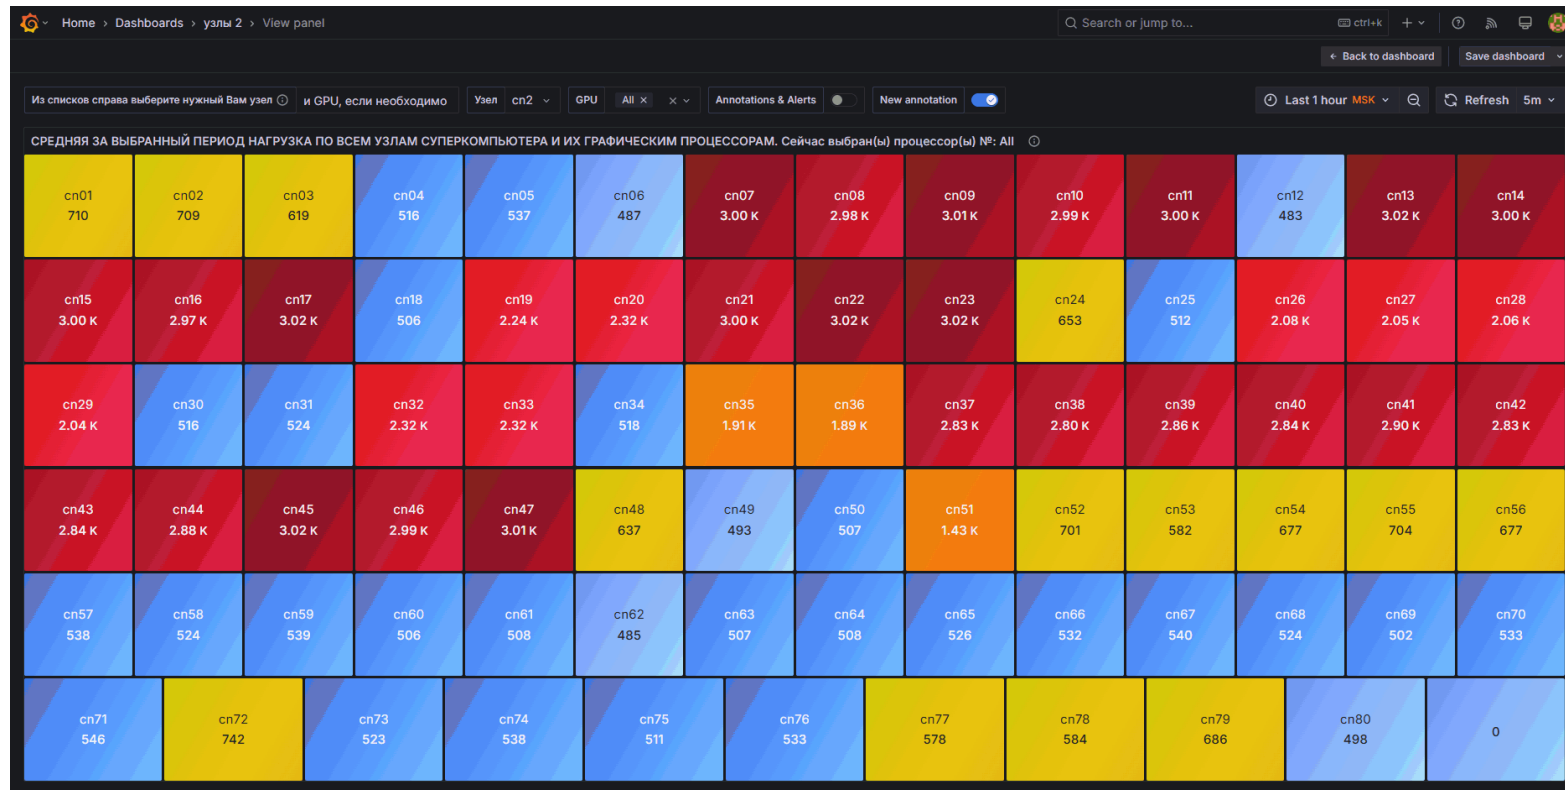 Home › Dashboards › узлы 2 › View panel
Search or jump to... ctrl+k
Back to dashboard Save dashboard
Из списков справа выберите нужный Вам узел и GPU, если необходимо Узел cn2 GPU All × Annotations & Alerts New annotation Last 1 hour MSK Refresh 5m
СРЕДНЯЯ ЗА ВЫБРАННЫЙ ПЕРИОД НАГРУЗКА ПО ВСЕМ УЗЛАМ СУПЕРКОМПЬЮТЕРА И ИХ ГРАФИЧЕСКИМ ПРОЦЕССОРАМ. Сейчас выбран(ы) процессор(ы) №: All
cn01 cn02 cn03 cn04 cn05 cn06 cn07 cn08 cn09 cn10 cn11 cn12 cn13 cn14
710 709 619 516 537 487 3.00 K 2.98 K 3.01 K 2.99 K 3.00 K 483 3.02 K 3.00 K
cn15 cn16 cn17 cn18 cn19 cn20 cn21 cn22 cn23 cn24 cn25 cn26 cn27 cn28
3.00 K 2.97 K 3.02 K 506 2.24 K 2.32 K 3.00 K 3.02 K 3.02 K 653 512 2.08 K 2.05 K 2.06 K
cn29 cn30 cn31 cn32 cn33 cn34 cn35 cn36 cn37 cn38 cn39 cn40 cn41 cn42
2.04 K 516 524 2.32 K 2.32 K 518 1.91 K 1.89 K 2.83 K 2.80 K 2.86 K 2.84 K 2.90 K 2.83 K
cn43 cn44 cn45 cn46 cn47 cn48 cn49 cn50 cn51 cn52 cn53 cn54 cn55 cn56
2.84 K 2.88 K 3.02 K 2.99 K 3.01 K 637 493 507 1.43 K 701 582 677 704 677
cn57 cn58 cn59 cn60 cn61 cn62 cn63 cn64 cn65 cn66 cn67 cn68 cn69 cn70
538 524 539 506 508 485 507 508 526 532 540 524 502 533
cn71 cn72 cn73 cn74 cn75 cn76 cn77 cn78 cn79 cn80
546 742 523 538 511 533 578 584 686 498 0